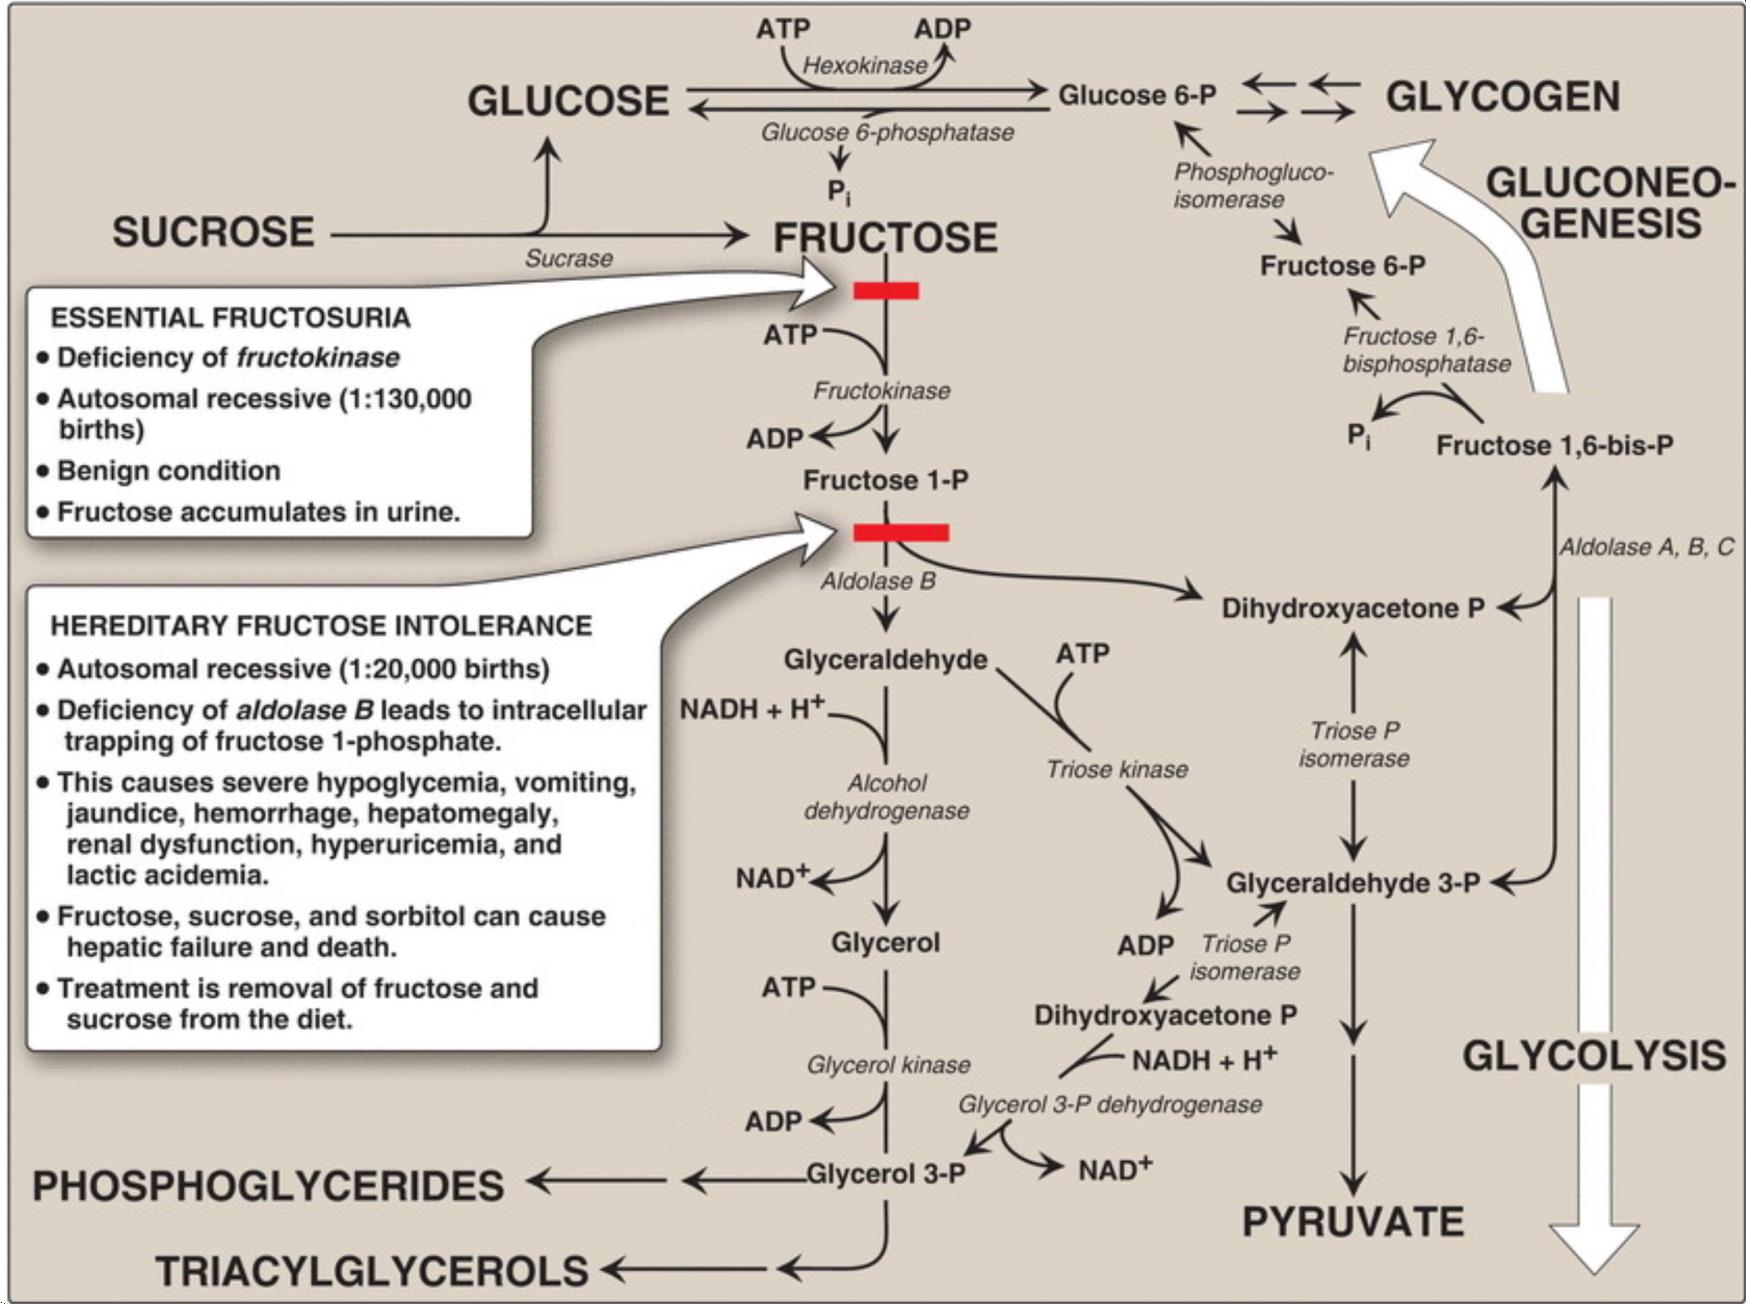 ATP ADP
Hexokinase
GLUCOSE
Glucose 6-P
GLYCOGEN
Glucose 6-phosphatase
Pi
Phosphogluco-
isomerase
GLUCONEO-
GENESIS
SUCROSE
Sucrase
FRUCTOSE
Fructose 6-P
ESSENTIAL FRUCTOSURIA
• Deficiency of fructokinase
• Autosomal recessive (1:130,000
births)
• Benign condition
• Fructose accumulates in urine.
ATP
Fructokinase
ADP
Fructose 1-P
Fructose 1,6-
bisphosphatase
Pi
Fructose 1,6-bis-P
Aldolase A, B, C
Aldolase B
Dihydroxyacetone P
HEREDITARY FRUCTOSE INTOLERANCE
• Autosomal recessive (1:20,000 births)
• Deficiency of aldolase B leads to intracellular
trapping of fructose 1-phosphate.
• This causes severe hypoglycemia, vomiting,
jaundice, hemorrhage, hepatomegaly,
renal dysfunction, hyperuricemia, and
lactic acidemia.
• Fructose, sucrose, and sorbitol can cause
hepatic failure and death.
• Treatment is removal of fructose and
sucrose from the diet.
Glyceraldehyde
ATP
NADH + H+
Triose kinase
Triose P
isomerase
Alcohol
dehydrogenase
NAD+
Glyceraldehyde 3-P
Glycerol
ADP
Triose P
isomerase
ATP
Dihydroxyacetone P
NADH + H+
Glycerol kinase
Glycerol 3-P dehydrogenase
ADP
NAD+
GLYCOLYSIS
PHOSPHOGLYCERIDES
Glycerol 3-P
PYRUVATE
TRIACYLGLYCEROLS